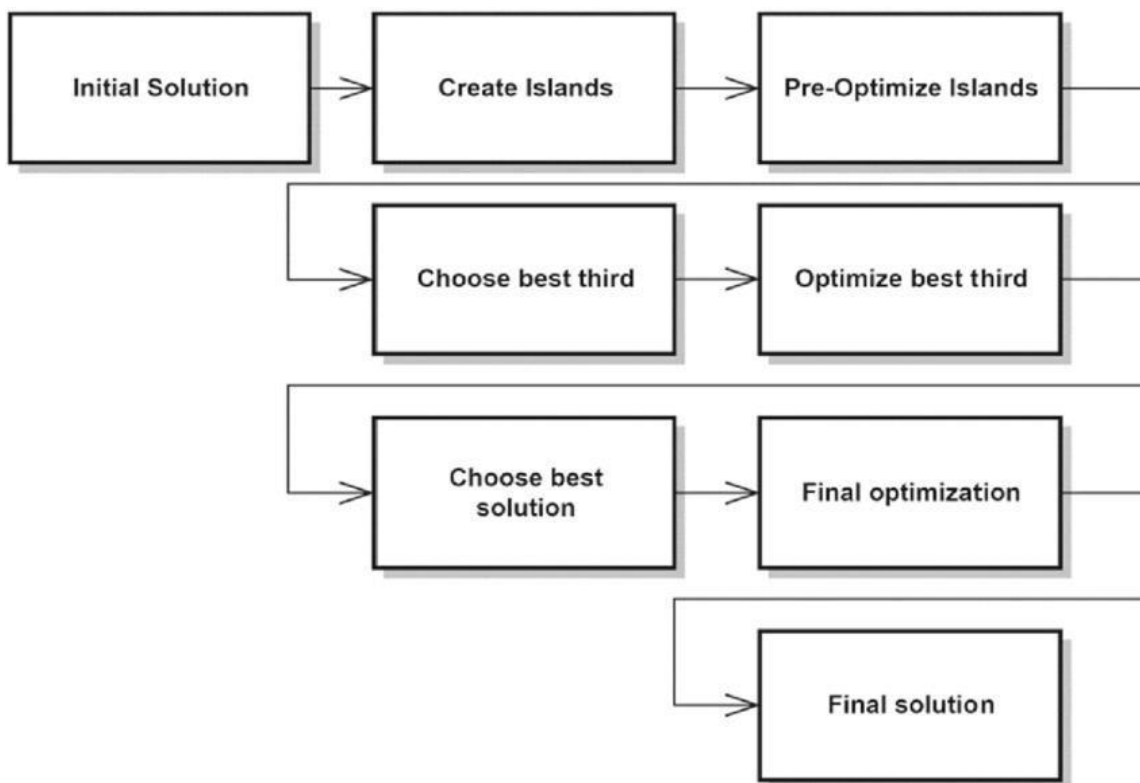 Initial Solution
Create Islands
Pre-Optimize Islands
Choose best third
Optimize best third
Choose best
solution
Final optimization
Final solution